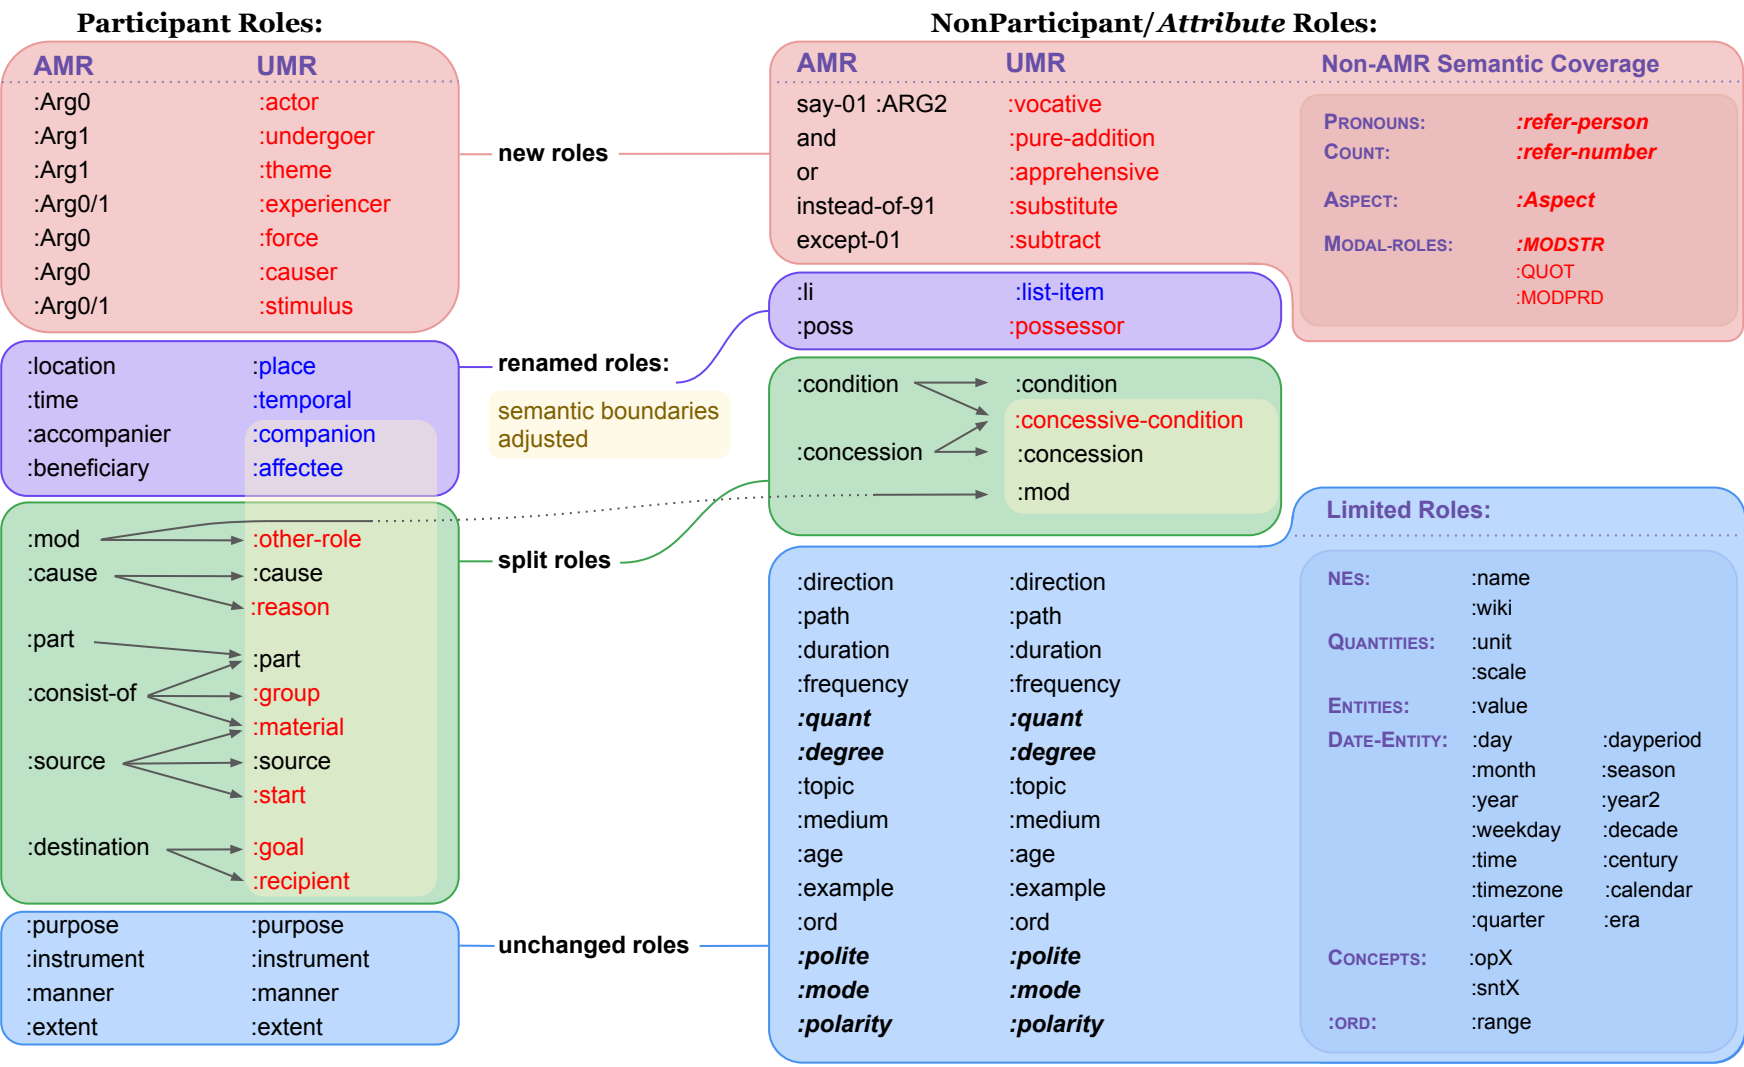 Participant Roles:
AMR UMR
:Arg0 :actor
:Arg1 :undergoer
:Arg1 :theme
:Arg0/1 :experiencer
:Arg0 :force
:Arg0 :causer
:Arg0/1 :stimulus
:location :place
:time :temporal
:accompanier :companion
:beneficiary :affectee
:mod :other-role
:cause :cause
:reason
:part
:part
:consist-of :group
:material
:source :source
:start
:destination :goal
:recipient
:purpose :purpose
:instrument :instrument
:manner :manner
:extent :extent
new roles
renamed roles:
semantic boundaries
adjusted
split roles
unchanged roles
NonParticipant/Attribute Roles:
AMR UMR
say-01 :ARG2 :vocative
and :pure-addition
or :apprehensive
instead-of-91 :substitute
except-01 :subtract
:li :list-item
:poss :possessor
:condition :condition
:concessive-condition
:concession :concession
:mod
:direction :direction
:path :path
:duration :duration
:frequency :frequency
:quant :quant
:degree :degree
:topic :topic
:medium :medium
:age :age
:example :example
:ord :ord
:polite :polite
:mode :mode
:polarity :polarity
Non-AMR Semantic Coverage
PRONOUNS: :refer-person
COUNT: :refer-number
ASPECT: :Aspect
MODAL-ROLES: :MODSTR
:QUOT
:MODPRD
Limited Roles:
NEs: :name
:wiki
QUANTITIES: :unit
:scale
ENTITIES: :value
DATE-ENTITY: :day :dayperiod
:month :season
:year :year2
:weekday :decade
:time :century
:timezone :calendar
:quarter :era
CONCEPTS: :opX
:sntX
:ORD: :range